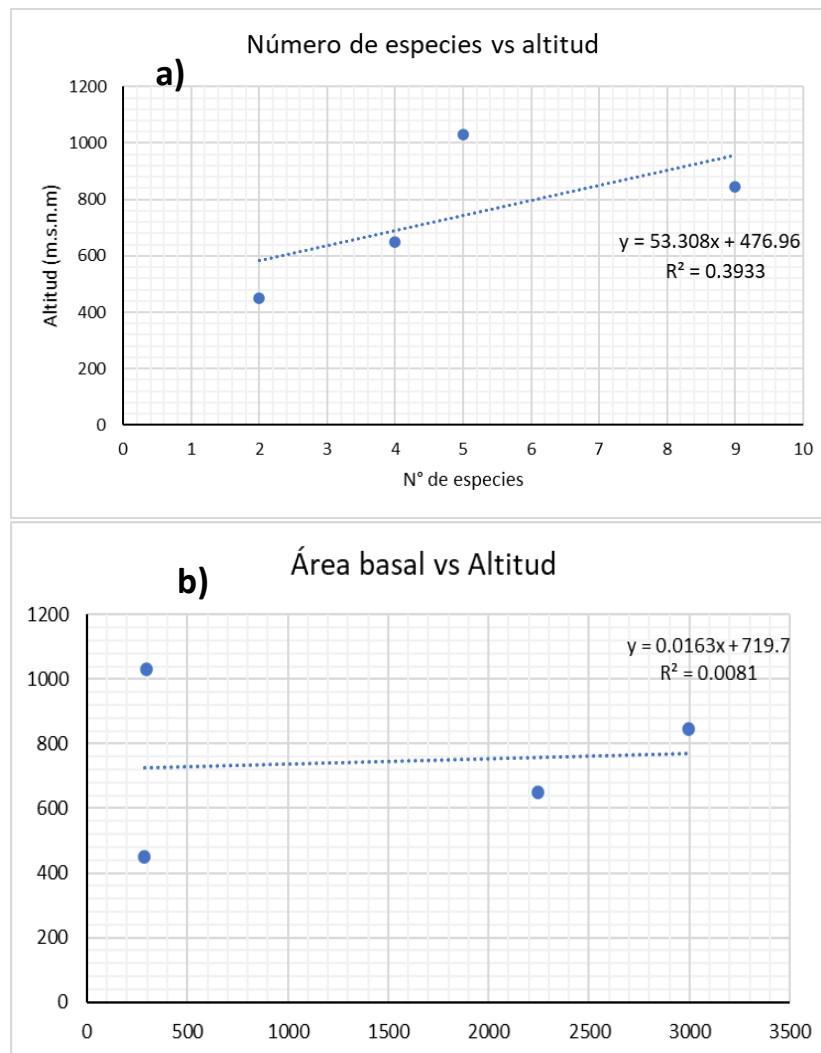 Número de especies vs altitud
a)
1200
1000
800
600
400
200
0
Altitud (m.s.n.m)
y = 53.308x + 476.96
R² = 0.3933
0 1 2 3 4 5 6 7 8 9 10
N° de especies
Área basal vs Altitud
b)
1200
1000
800
600
400
200
0
y = 0.0163x + 719.7
R² = 0.0081
0 500 1000 1500 2000 2500 3000 3500